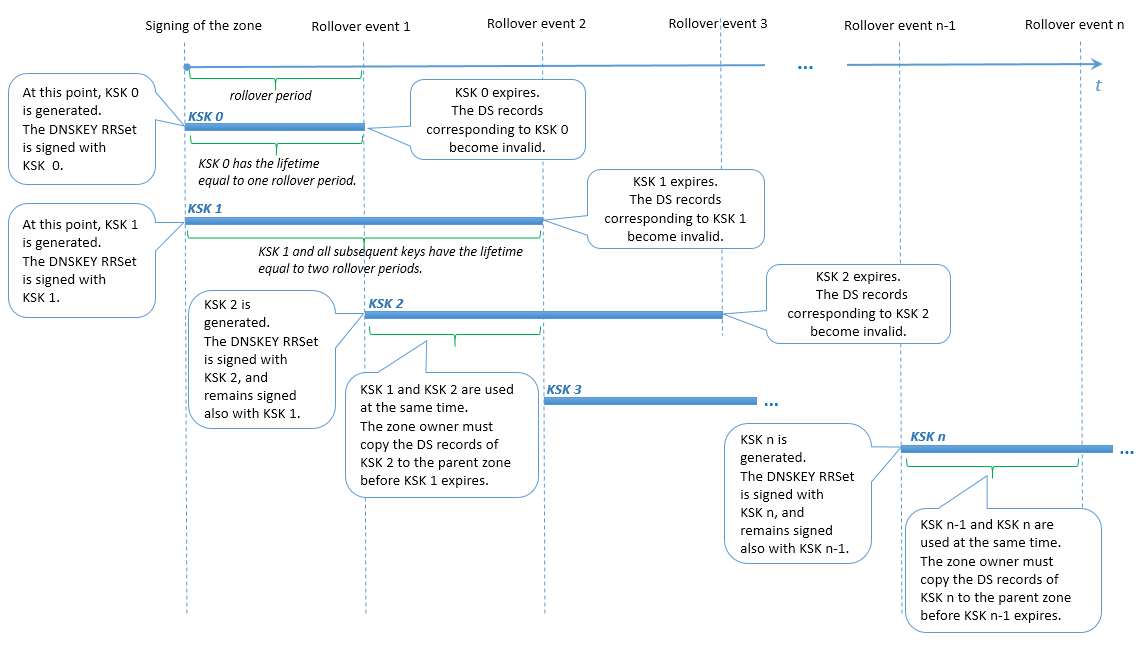 Signing of the zone
Rollover event 1
Rollover event 2
Rollover event 3
Rollover event n-1
Rollover event n
...
t
rollover period
At this point, KSK 0
is generated.
The DNSKEY RRSet
is signed with
KSK  0.
KSK 0
KSK 0 expires.
The DS records
corresponding to KSK 0
become invalid.
KSK 0 has the lifetime
equal to one rollover period.
At this point, KSK 1
is generated.
The DNSKEY RRSet
is signed with
KSK 1.
KSK 1
KSK 1 expires.
The DS records
corresponding to KSK 1
become invalid.
KSK 1 and all subsequent keys have the lifetime
equal to two rollover periods.
KSK 2 is
generated.
The DNSKEY RRSet
is signed with
KSK 2, and
remains signed
also with KSK 1.
KSK 2
KSK 2 expires.
The DS records
corresponding to KSK 2
become invalid.
KSK 1 and KSK 2 are used
at the same time.
The zone owner must
copy the DS records of
KSK 2 to the parent zone
before KSK 1 expires.
KSK 3
...
KSK n is
generated.
The DNSKEY RRSet
is signed with
KSK n, and
remains signed
also with KSK n-1.
KSK n
...
KSK n-1 and KSK n are
used at the same time.
The zone owner must
copy the DS records of
KSK n to the parent zone
before KSK n-1 expires.